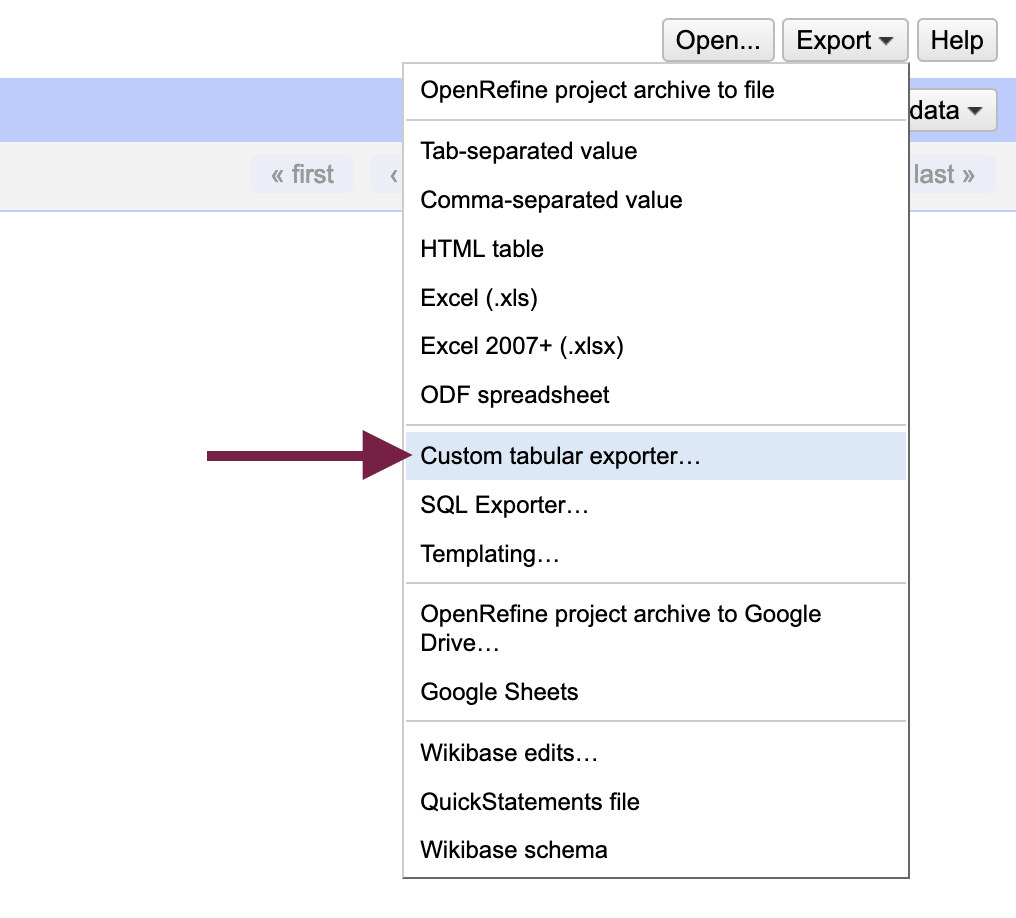 Open... Export Help
OpenRefine project archive to file
data
Tab-separated value
« first ‹ last »
Comma-separated value
HTML table
Excel (.xls)
Excel 2007+ (.xlsx)
ODF spreadsheet
Custom tabular exporter…
SQL Exporter…
Templating…
OpenRefine project archive to Google
Drive…
Google Sheets
Wikibase edits…
QuickStatements file
Wikibase schema